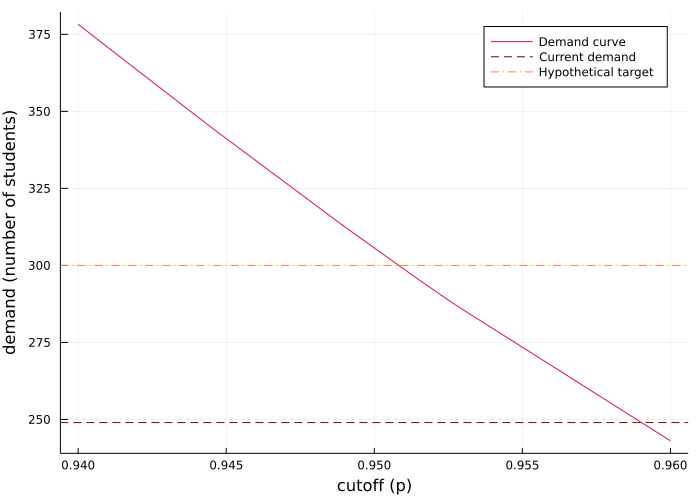 375
350
325
300
275
250
demand (number of students)
Demand curve
Current demand
Hypothetical target
0.940
0.945
0.950
0.955
0.960
cutoff (p)